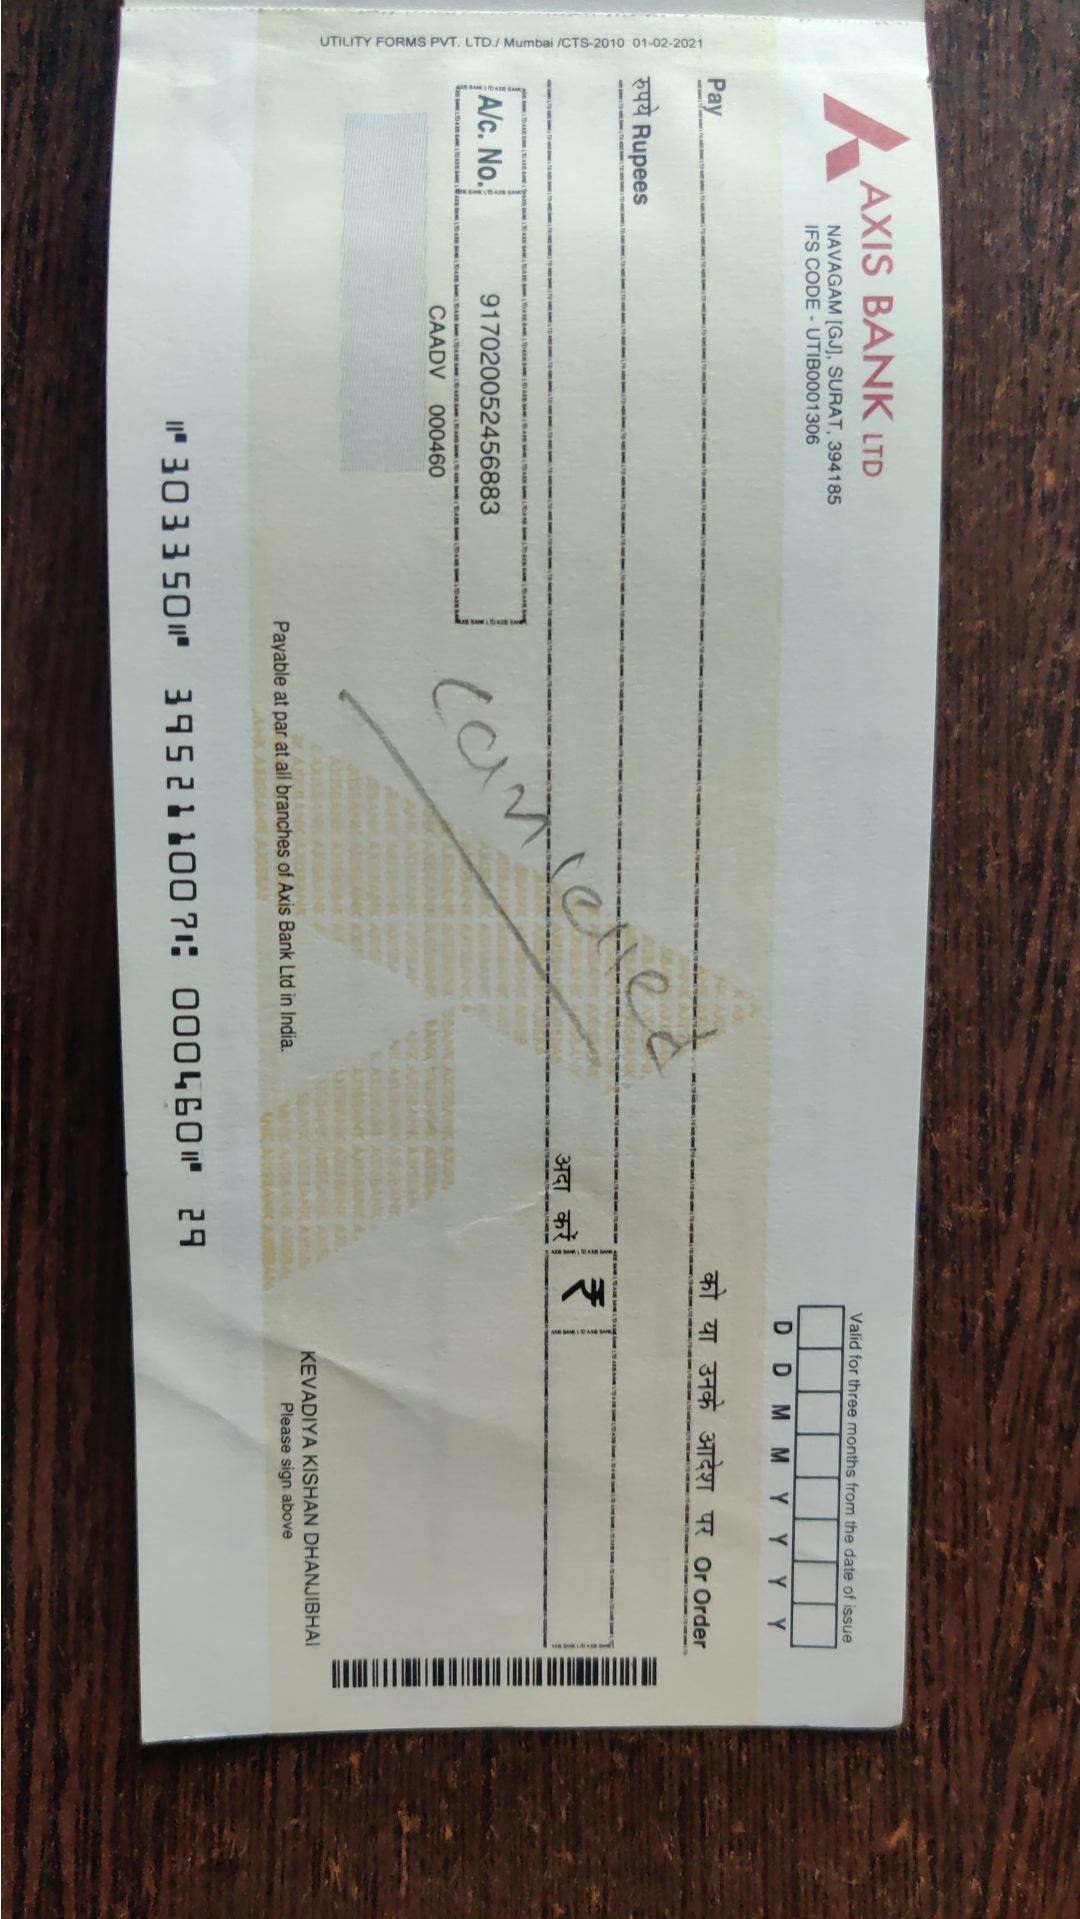 AXIS BANK LTD
NAVAGAM [GJ], SURAT, 394185
IFS CODE - UTIB0001306
Valid for three months from the date of issue
D D M M Y Y Y Y
Pay को या उनके आदेश पर Or Order
रुपये Rupees
अदा करें ₹
cancelled
A/c. No. 917020052456883
CAADV 000460
KEVADIYA KISHAN DHANJIBHAI
Please sign above
Payable at par at all branches of Axis Bank Ltd in India.
⑈303350⑈ 395211007⑆ 000460⑈ 29
UTILITY FORMS PVT. LTD./ Mumbai /CTS-2010 01-02-2021